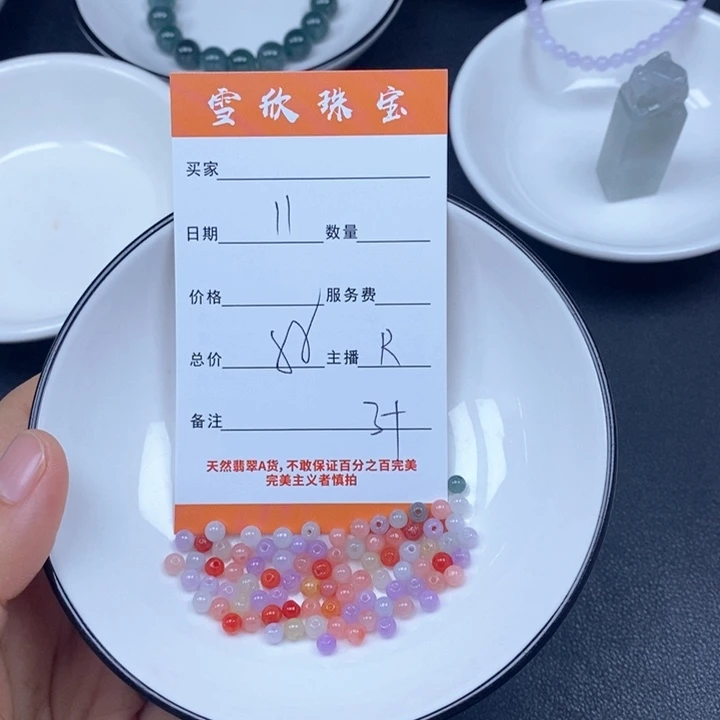 雪欣珠宝
买家
日期 11 数量
价格 服务费
总价 主播 R
备注
天然翡翠A货,不敢保证百分之百完美
完美主义者慎拍